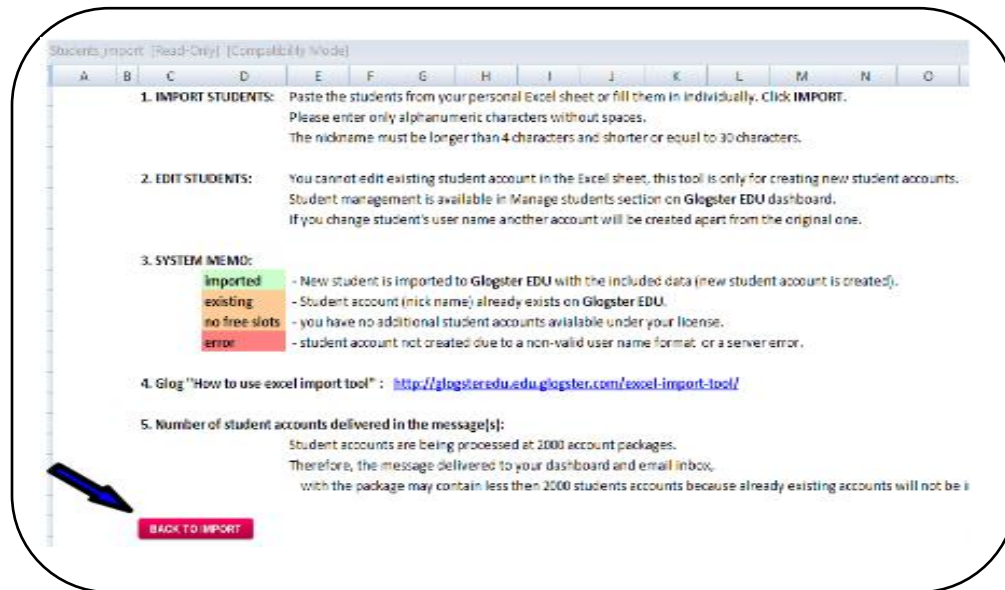 Students_import [Read-Only] [Compatibility Mode]
A B C D E F G H I J K L M N O
1. IMPORT STUDENTS: Paste the students from your personal Excel sheet or fill them in individually. Click IMPORT.
Please enter only alphanumeric characters without spaces.
The nickname must be longer than 4 characters and shorter or equal to 30 characters.
2. EDIT STUDENTS: You cannot edit existing student account in the Excel sheet, this tool is only for creating new student accounts.
Student management is available in Manage students section on Glogster EDU dashboard.
If you change student's user name another account will be created apart from the original one.
3. SYSTEM MEMO:
imported - New student is imported to Glogster EDU with the included data (new student account is created).
existing - Student account (nick name) already exists on Glogster EDU.
no free slots - you have no additional student accounts avialable under your license.
error - student account not created due to a non-valid user name format or a server error.
4. Glog "How to use excel import tool" : http://glogsteredu.edu.glogster.com/excel-import-tool/
5. Number of student accounts delivered in the message(s):
Student accounts are being processed at 2000 account packages.
Therefore, the message delivered to your dashboard and email inbox,
with the package may contain less then 2000 students accounts because already existing accounts will not be i
BACK TO IMPORT